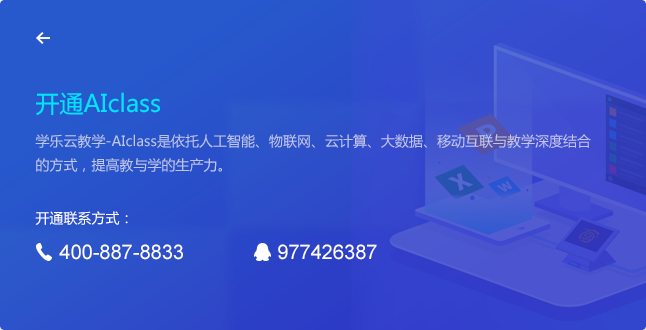 开通AIclass
学乐云教学-AIclass是依托人工智能、物联网、云计算、大数据、移动互联与教学深度结合
的方式，提高教与学的生产力。
开通联系方式：
400-887-8833 977426387
P
X
W